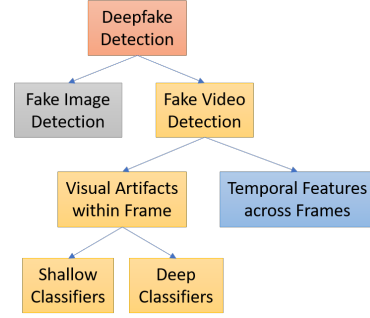 Deepfake
Detection
Fake Image
Detection
Fake Video
Detection
Visual Artifacts
within Frame
Temporal Features
across Frames
Shallow
Classifiers
Deep
Classifiers